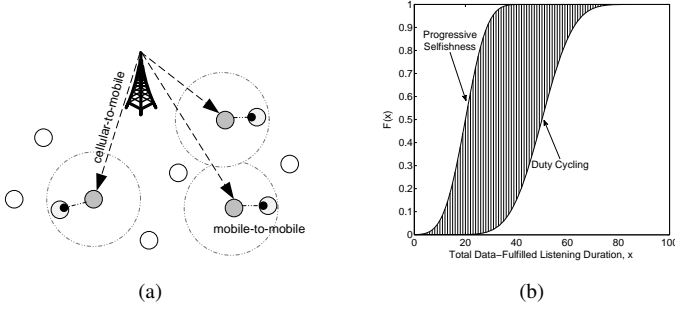 cellular-to-mobile
mobile-to-mobile
(a)
1
0.9
0.8
0.7
0.6
0.5
0.4
0.3
0.2
0.1
0
F(x)
Progressive
Selfishness
Duty Cycling
0 20 40 60 80 100
Total Data−Fulfilled Listening Duration, x
(b)